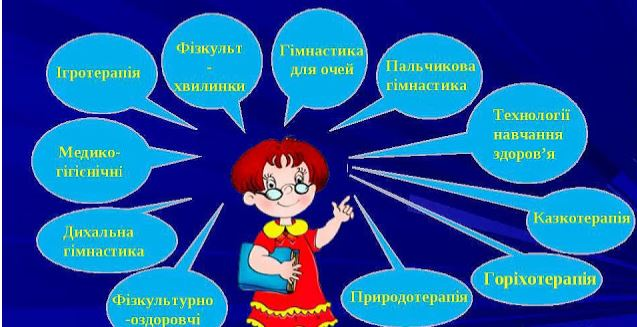 Ігротерапія
Фізкульт
-
хвилинки
Гімнастика
для очей
Пальчикова
гімнастика
Технології
навчання
здоров’я
Медико-
гігієнічні
Казкотерапія
Дихальна
гімнастика
Горіхотерапія
Фізкультурно
-оздоровчі
Природотерапія